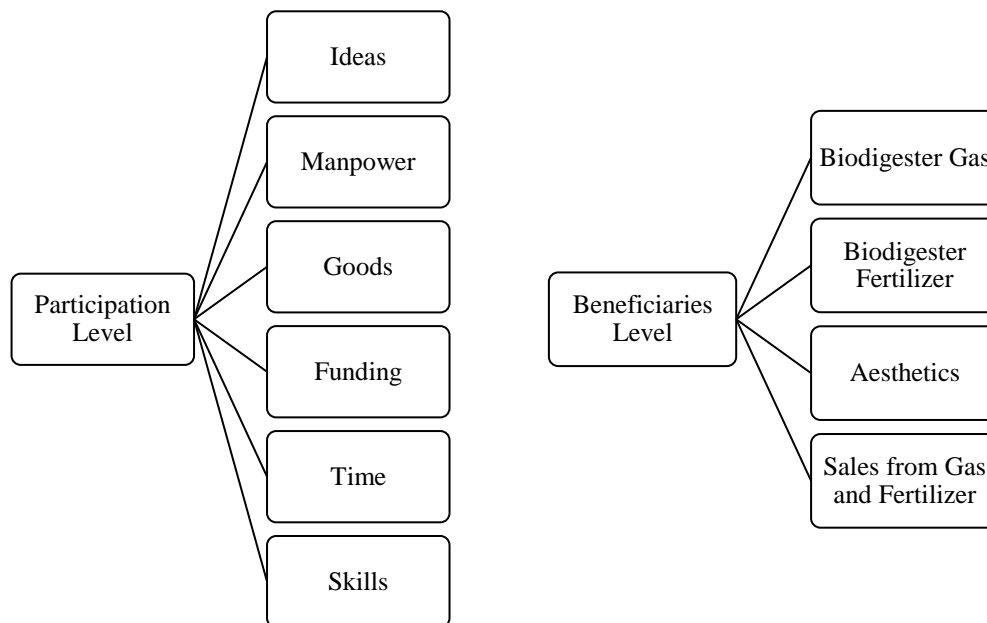 Participation
Level
Ideas
Manpower
Goods
Funding
Time
Skills
Beneficiaries
Level
Biodigester Gas
Biodigester
Fertilizer
Aesthetics
Sales from Gas
and Fertilizer